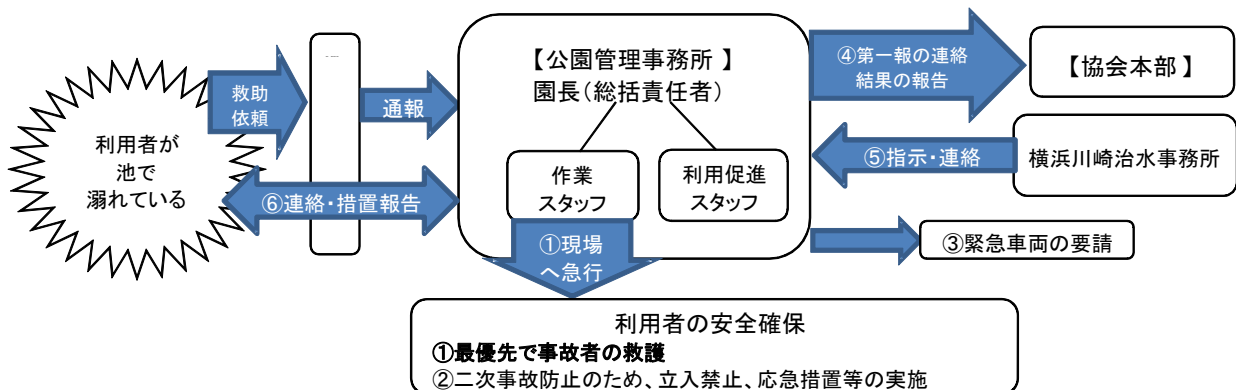 利用者が
池で
溺れている
救助
依頼
通報
⑥連絡・措置報告
【公園管理事務所】
園長(総括責任者)
作業
スタッフ
利用促進
スタッフ
①現場
へ急行
④第一報の連絡
結果の報告
【協会本部】
⑤指示・連絡
横浜川崎治水事務所
③緊急車両の要請
利用者の安全確保
①最優先で事故者の救護
②二次事故防止のため、立入禁止、応急措置等の実施